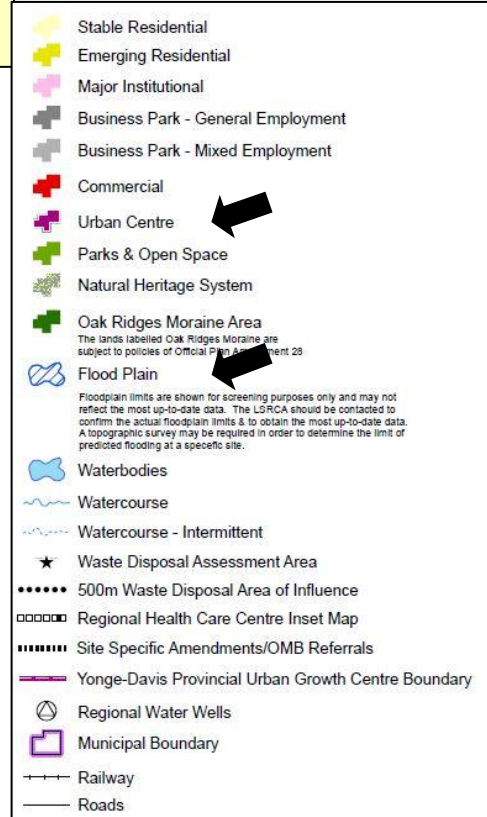 Stable Residential
Emerging Residential
Major Institutional
Business Park - General Employment
Business Park - Mixed Employment
Commercial
Urban Centre
Parks & Open Space
Natural Heritage System
Oak Ridges Moraine Area
The lands labelled Oak Ridges Moraine are
subject to policies of Official Plan 28
Flood Plain
Floodplain limits are shown for screening purposes only and may not
reflect the most up-to-date data. The LSRCA should be contacted to
confirm the actual floodplain limits & to obtain the most up-to-date data.
A topographic survey may be required in order to determine the limit of
predicted flooding at a specefic site.
Waterbodies
Watercourse
Watercourse - Intermittent
Waste Disposal Assessment Area
500m Waste Disposal Area of Influence
Regional Health Care Centre Inset Map
Site Specific Amendments/OMB Referrals
Yonge-Davis Provincial Urban Growth Centre Boundary
Regional Water Wells
Municipal Boundary
Railway
Roads